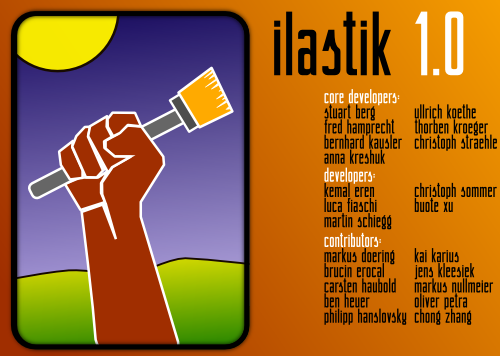 ilastik 1.0
core developers:
stuart berg ullrich koethe
fred hamprecht thorben kroeger
bernhard kausler christoph straehle
anna kreshuk
developers:
kemal eren christoph sommer
luca fiaschi buote xu
martin schiegg
contributors:
markus doering kai karius
brucin erocal jens kleesiek
carsten haubold markus nullmeier
ben heuer oliver petra
philipp hanslovsky chong zhang